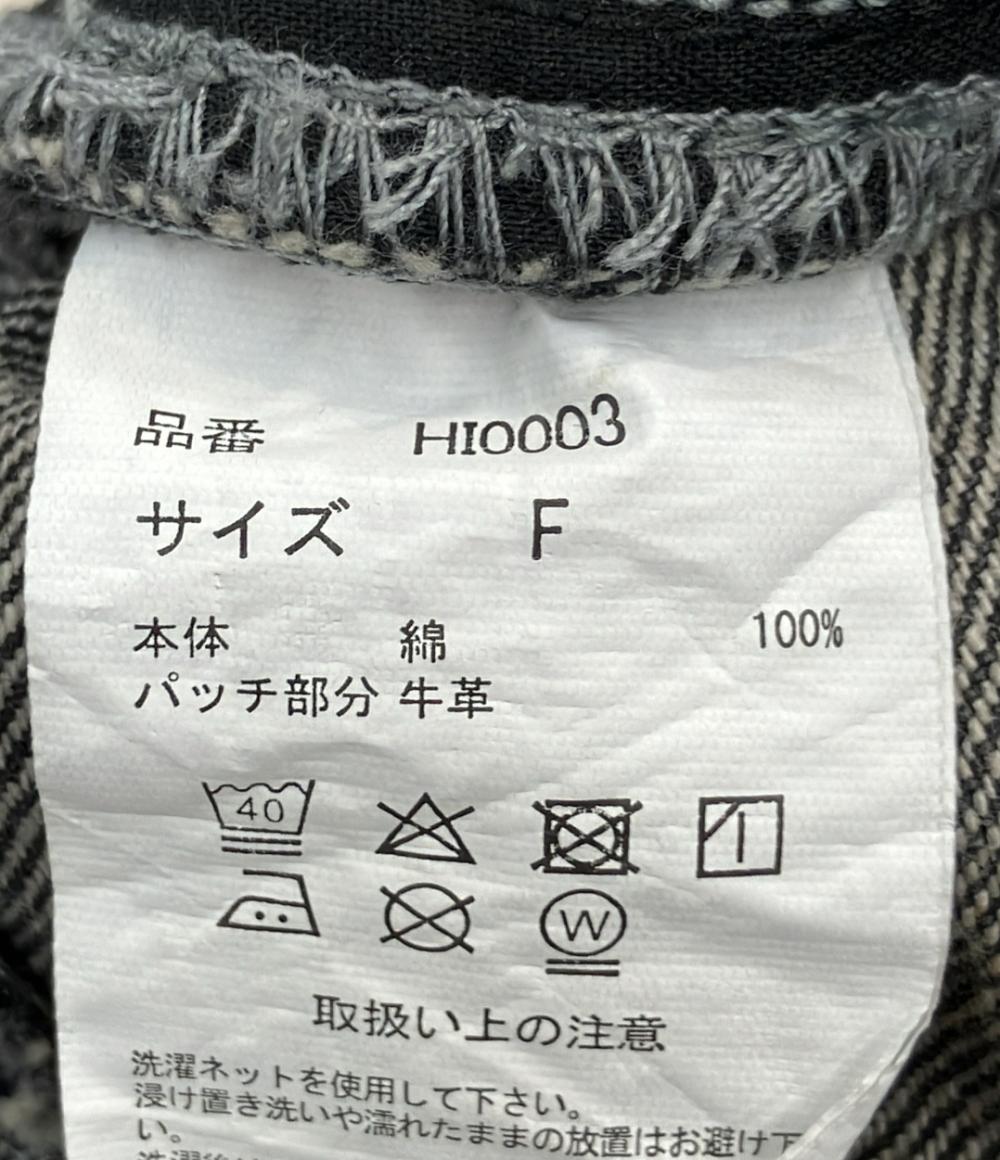 品番 HI0003
サイズ F
本体 綿 100%
パッチ部分 牛革
40
W
取扱い上の注意
洗濯ネットを使用して下さい。
浸け置き洗いや濡れたままの放置はお避け下
い。
洗濯後